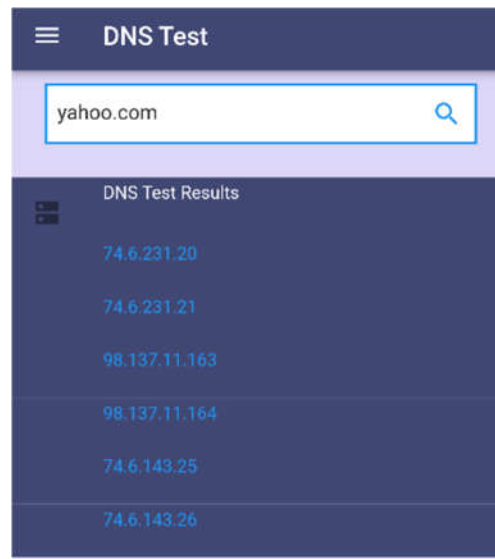 DNS Test
yahoo.com
DNS Test Results
74.6.231.20
74.6.231.21
98.137.11.163
98.137.11.164
74.6.143.25
74.6.143.26